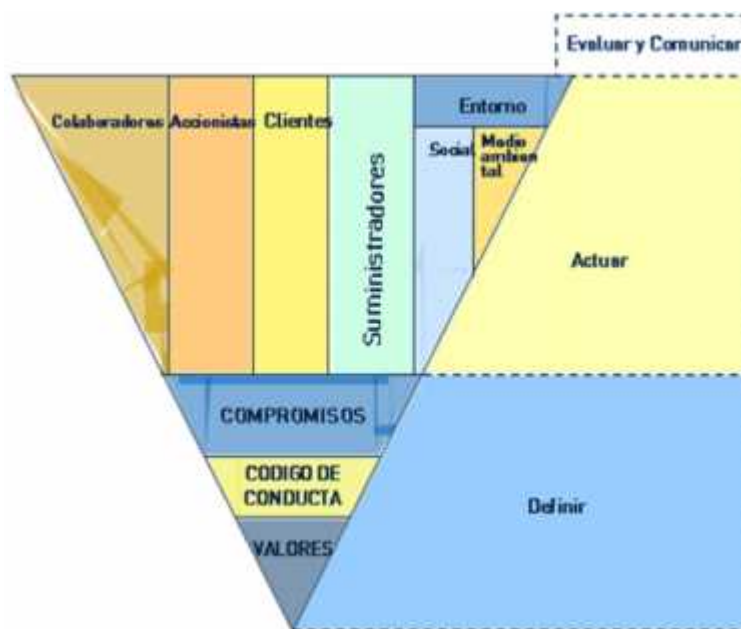 Evaluar y Comunicar
Entorno
Colaboradores Accionistas Clientes
Suministradores
Social
Medio
ambien
tal
Actuar
COMPROMISOS
CODIGO DE
CONDUCTA
VALORES
Definir